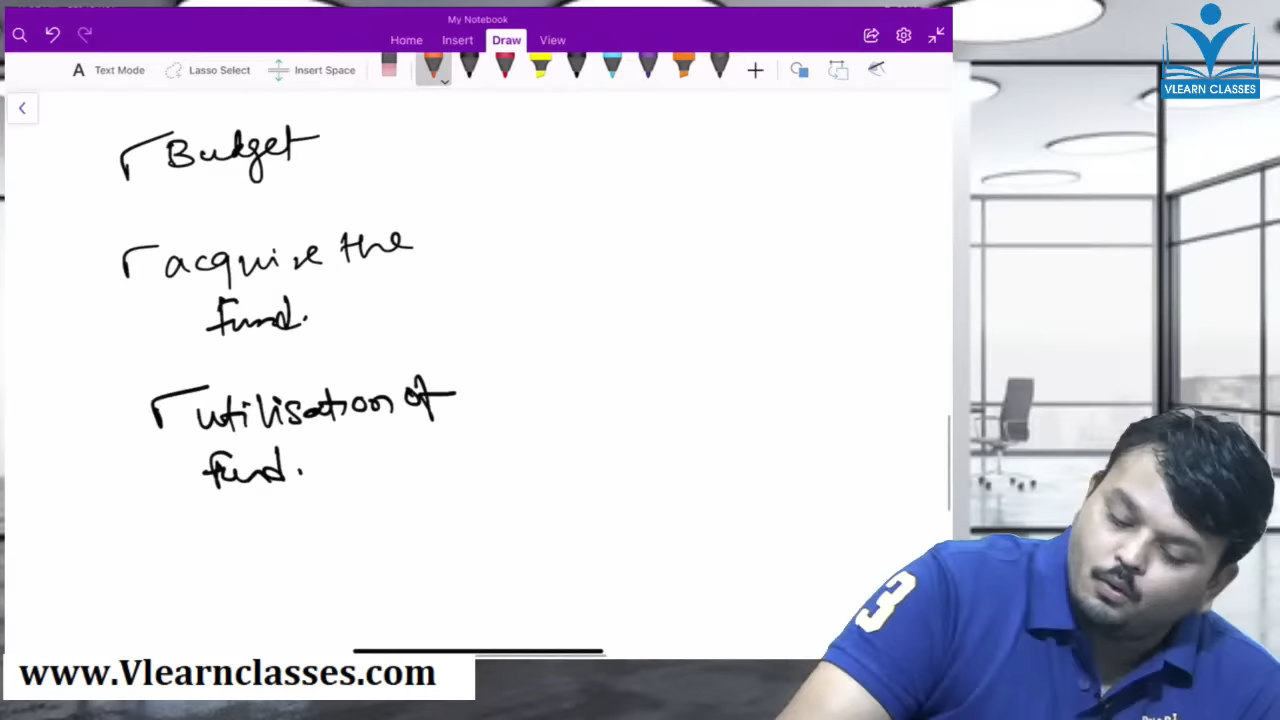 My Notebook
Home Insert Draw View
A Text Mode Lasso Select Insert Space
VLEARN CLASSES
Budget
acquire the
fund.
utilisation of
fund.
3
www.Vlearnclasses.com